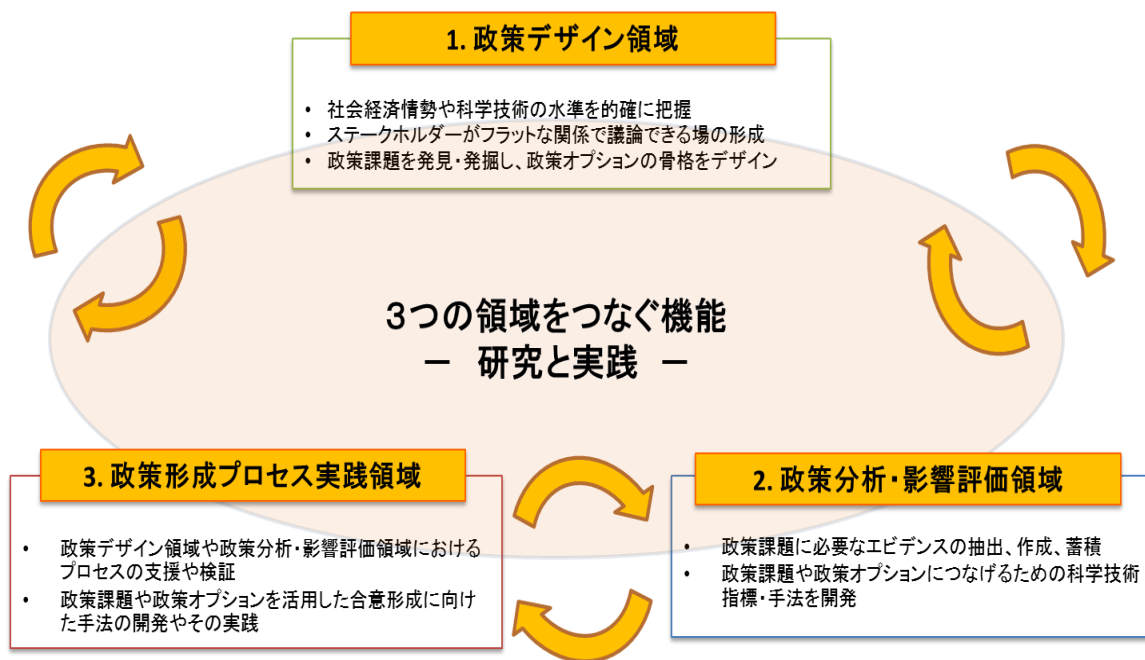 1. 政策デザイン領域
• 社会経済情勢や科学技術の水準を的確に把握
• ステークホルダーがフラットな関係で議論できる場の形成
• 政策課題を発見・発掘し、政策オプションの骨格をデザイン
３つの領域をつなぐ機能
－ 研究と実践 －
3. 政策形成プロセス実践領域
• 政策デザイン領域や政策分析・影響評価領域における
プロセスの支援や検証
• 政策課題や政策オプションを活用した合意形成に向け
た手法の開発やその実践
2. 政策分析・影響評価領域
• 政策課題に必要なエビデンスの抽出、作成、蓄積
• 政策課題や政策オプションにつなげるための科学技術
指標・手法を開発